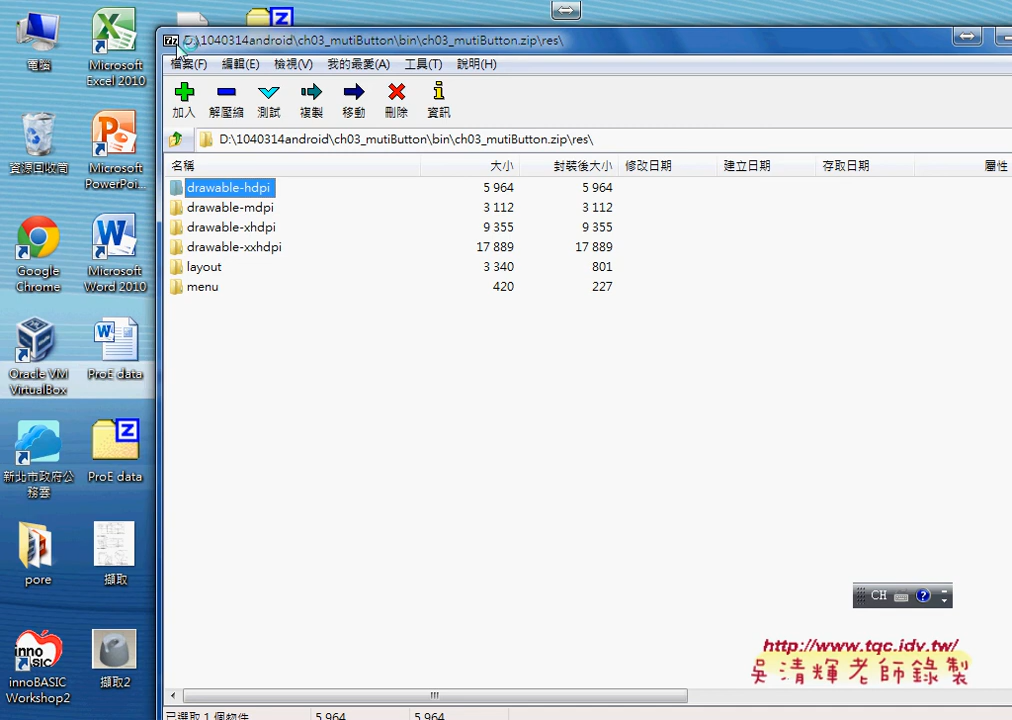 D:\1040314android\ch03_mutiButton\bin\ch03_mutiButton.zip\res\
檔案(F) 編輯(E) 檢視(V) 我的最愛(A) 工具(T) 說明(H)
加入 解壓縮 測試 複製 移動 刪除 資訊
D:\1040314android\ch03_mutiButton\bin\ch03_mutiButton.zip\res\
名稱 大小 封裝後大小 修改日期 建立日期 存取日期 屬性
drawable-hdpi 5 964 5 964
drawable-mdpi 3 112 3 112
drawable-xhdpi 9 355 9 355
drawable-xxhdpi 17 889 17 889
layout 3 340 801
menu 420 227
已選取 1 個物件 5 964 5 964
電腦
Microsoft
Excel 2010
資源回收筒
Microsoft
PowerPoi...
Google
Chrome
Microsoft
Word 2010
Oracle VM
VirtualBox
ProE data
新北市政府公
務雲
ProE data
pore
擷取
innoBASIC
Workshop2
擷取2
CH
http://www.tqc.idv.tw/
吳清輝老師錄製